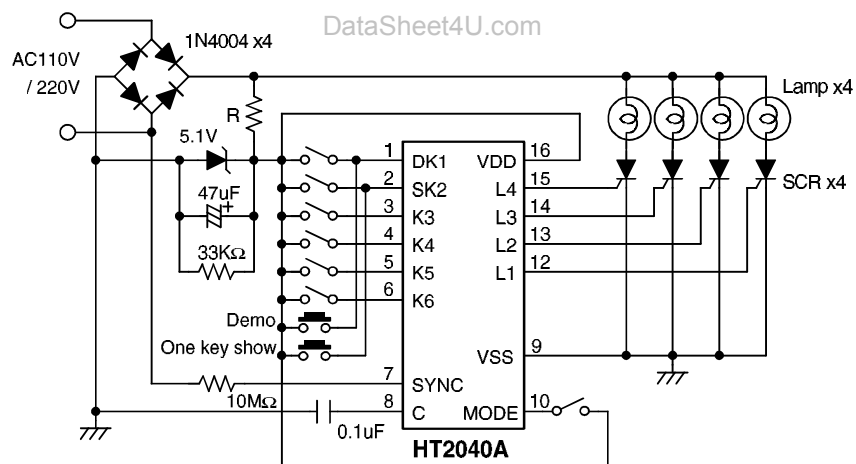 DataSheet4U.com
AC110V
/ 220V
1N4004 x4
Lamp x4
R
5.1V
47uF
+
33KΩ
SCR x4
1 DK1 VDD 16
2 SK2 L4 15
3 K3 L3 14
4 K4 L2 13
5 K5 L1 12
6 K6
Demo
One key show
VSS 9
7 SYNC
10MΩ
8 C MODE 10
0.1uF
HT2040A